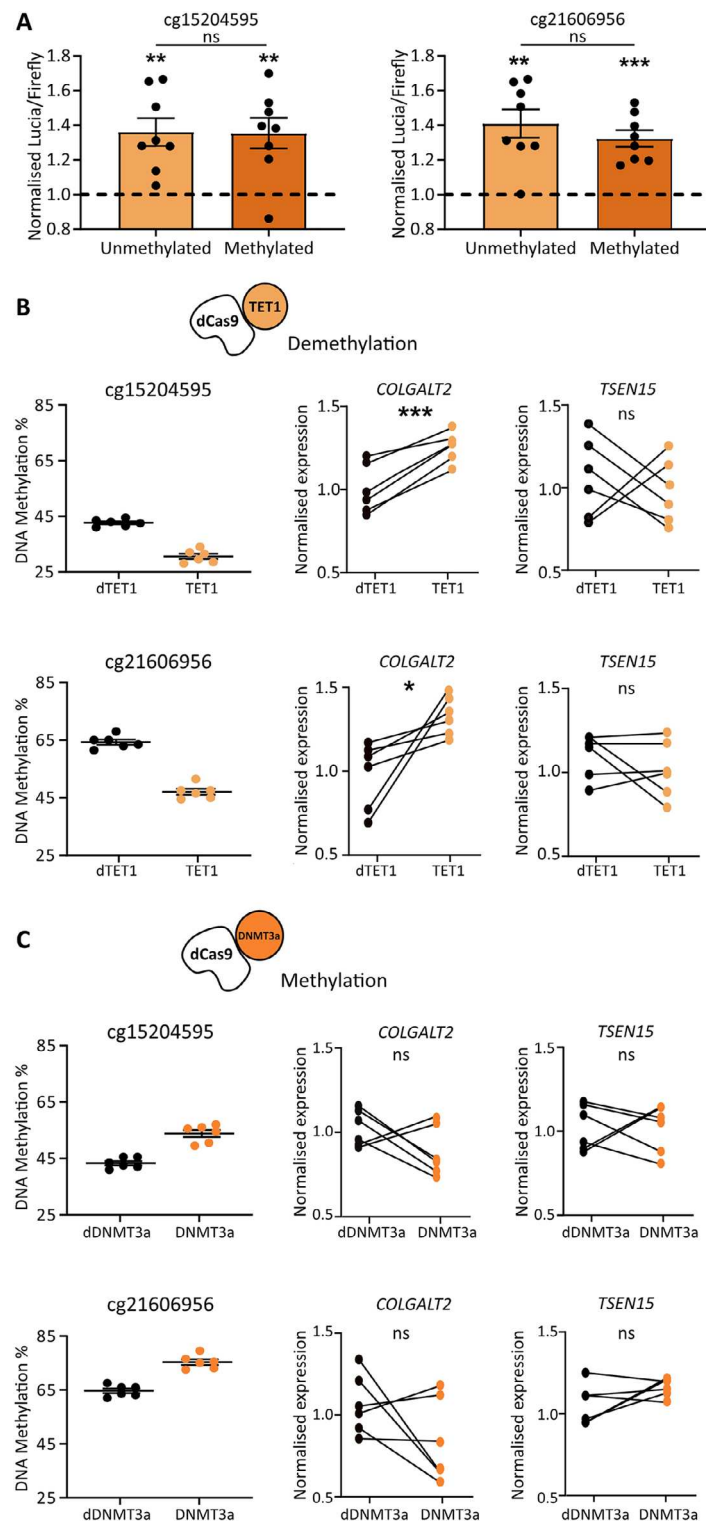 A
cg15204595
ns
** **
Normalised Lucia/Firefly
1.8
1.6
1.4
1.2
1.0
0.8
Unmethylated Methylated
cg21606956
ns
** ***
Normalised Lucia/Firefly
1.8
1.6
1.4
1.2
1.0
0.8
Unmethylated Methylated
B
dCas9 TET1
Demethylation
cg15204595
DNA Methylation %
85
65
45
25
dTET1 TET1
COLGALT2
***
Normalised expression
1.5
1.0
0.5
dTET1 TET1
TSEN15
ns
Normalised expression
1.5
1.0
0.5
dTET1 TET1
cg21606956
DNA Methylation %
85
65
45
25
dTET1 TET1
COLGALT2
*
Normalised expression
1.5
1.0
0.5
dTET1 TET1
TSEN15
ns
Normalised expression
1.5
1.0
0.5
dTET1 TET1
C
dCas9 DNMT3a
Methylation
cg15204595
DNA Methylation %
85
65
45
25
dDNMT3a DNMT3a
COLGALT2
ns
Normalised expression
1.5
1.0
0.5
dDNMT3a DNMT3a
TSEN15
ns
Normalised expression
1.5
1.0
0.5
dDNMT3a DNMT3a
cg21606956
DNA Methylation %
85
65
45
25
dDNMT3a DNMT3a
COLGALT2
ns
Normalised expression
1.5
1.0
0.5
dDNMT3a DNMT3a
TSEN15
ns
Normalised expression
1.5
1.0
0.5
dDNMT3a DNMT3a